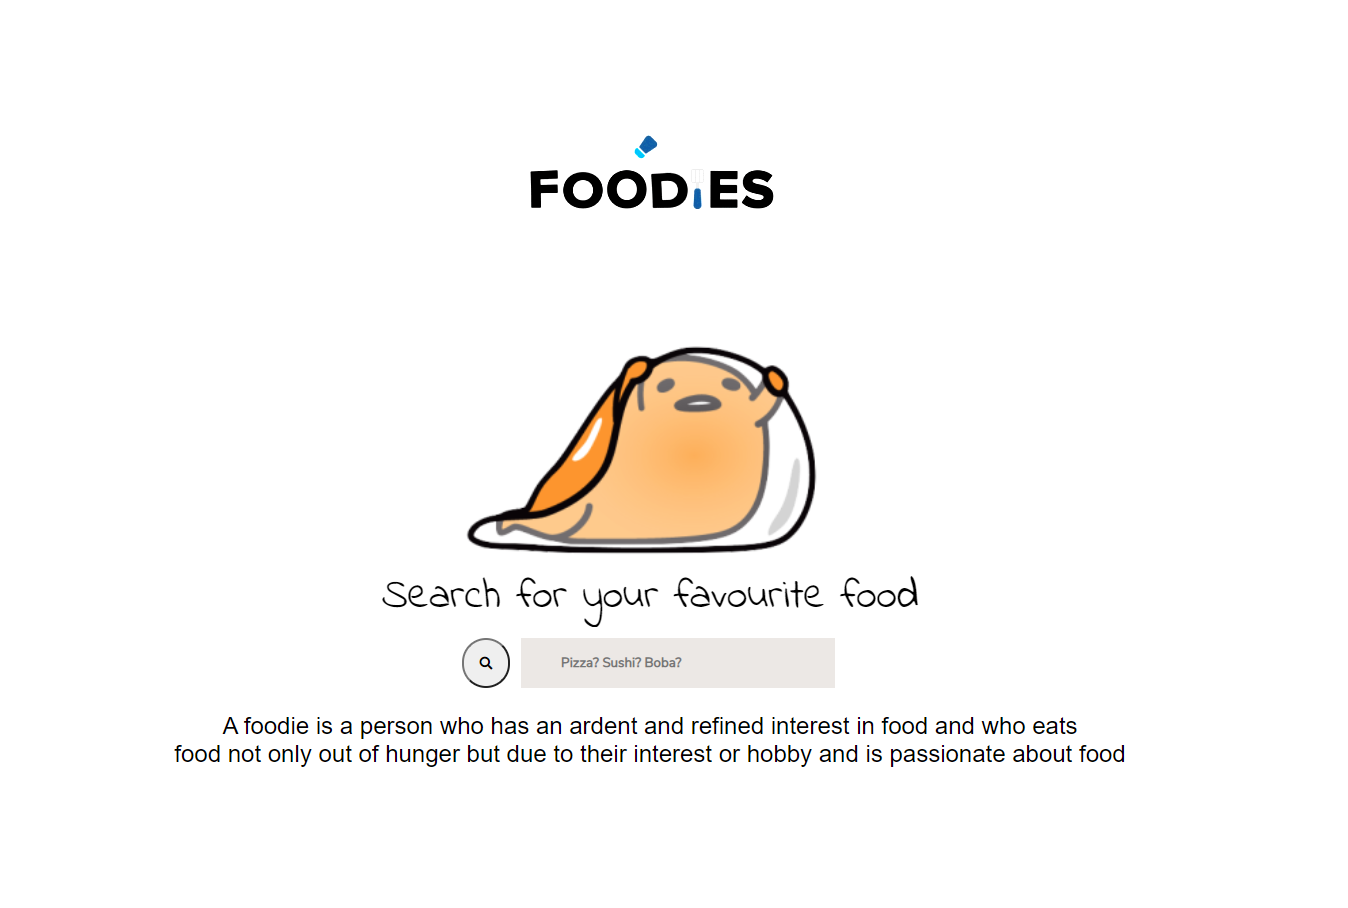 FOODiES
Search for your favourite food
Pizza? Sushi? Boba?
A foodie is a person who has an ardent and refined interest in food and who eats
food not only out of hunger but due to their interest or hobby and is passionate about food